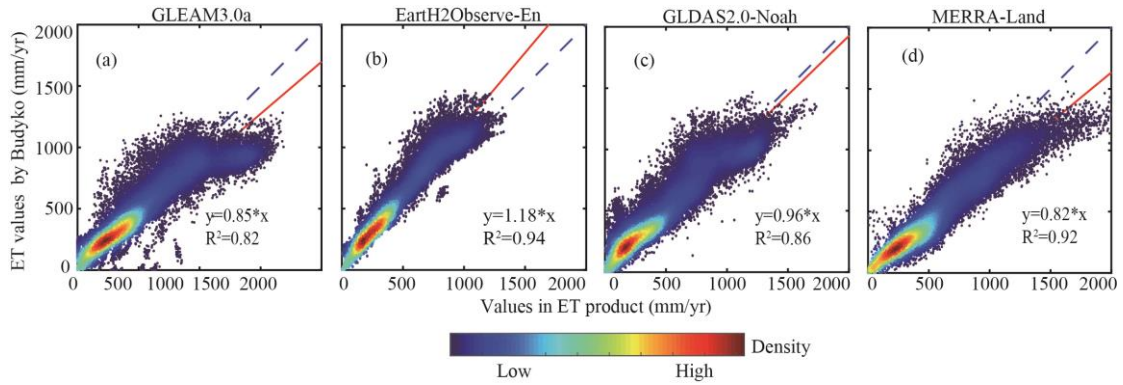 GLEAM3.0a EartH2Observe-En GLDAS2.0-Noah MERRA-Land
ET values by Budyko (mm/yr)
2000
1500
1000
500
0
(a)
y=0.85*x
R²=0.82
(b)
y=1.18*x
R²=0.94
(c)
y=0.96*x
R²=0.86
(d)
y=0.82*x
R²=0.92
0 500 1000 1500 2000 0 500 1000 1500 2000 0 500 1000 1500 2000 0 500 1000 1500 2000
Values in ET product (mm/yr)
Density
Low High